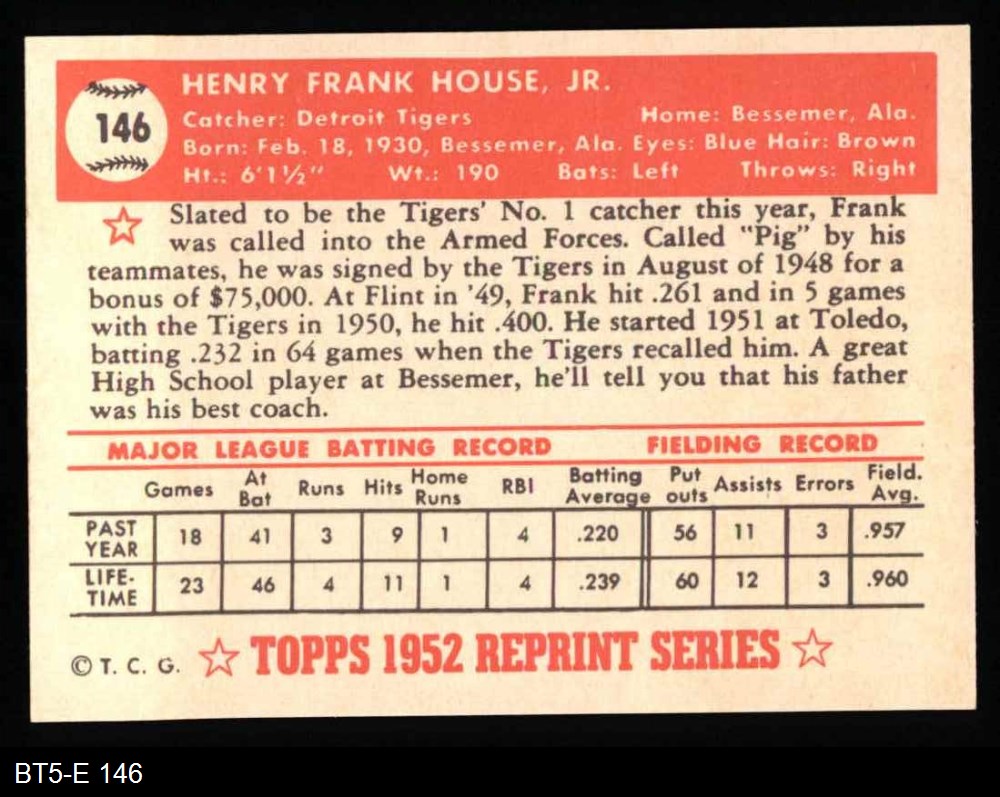 146
HENRY FRANK HOUSE, JR.
Catcher: Detroit Tigers Home: Bessemer, Ala.
Born: Feb. 18, 1930, Bessemer, Ala. Eyes: Blue Hair: Brown
Ht.: 6'1½" Wt.: 190 Bats: Left Throws: Right
Slated to be the Tigers' No. 1 catcher this year, Frank
was called into the Armed Forces. Called "Pig" by his
teammates, he was signed by the Tigers in August of 1948 for a
bonus of $75,000. At Flint in '49, Frank hit .261 and in 5 games
with the Tigers in 1950, he hit .400. He started 1951 at Toledo,
batting .232 in 64 games when the Tigers recalled him. A great
High School player at Bessemer, he'll tell you that his father
was his best coach.
MAJOR LEAGUE BATTING RECORD FIELDING RECORD
Games At Bat Runs Hits Home Runs RBI Batting Average Put outs Assists Errors Field. Avg.
PAST YEAR 18 41 3 9 1 4 .220 56 11 3 .957
LIFE-TIME 23 46 4 11 1 4 .239 60 12 3 .960
© T. C. G. TOPPS 1952 REPRINT SERIES
BT5-E 146